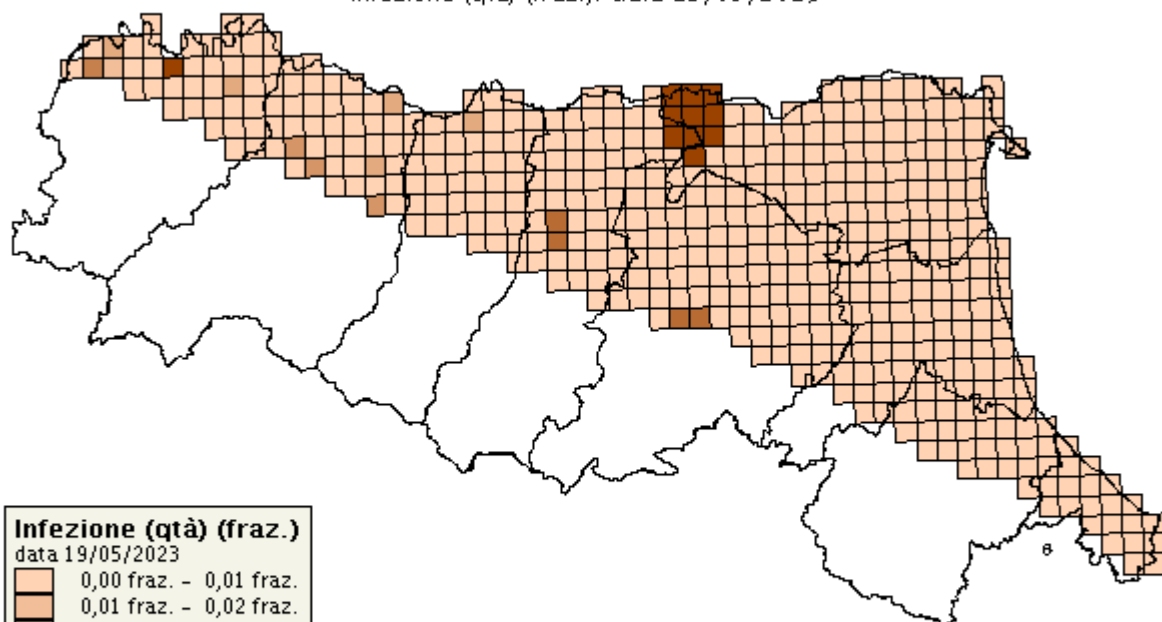 Infezione (qtà) (fraz.)
data 19/05/2023
0,00 fraz. - 0,01 fraz.
0,01 fraz. - 0,02 fraz.